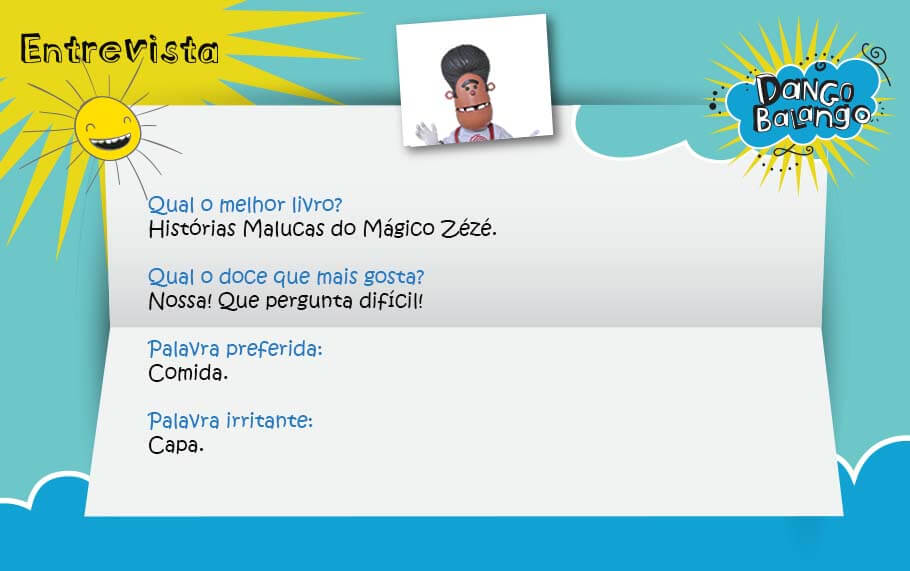 Entrevista
DANGO
BALANGO
Qual o melhor livro?
Histórias Malucas do Mágico Zézé.
Qual o doce que mais gosta?
Nossa! Que pergunta difícil!
Palavra preferida:
Comida.
Palavra irritante:
Capa.